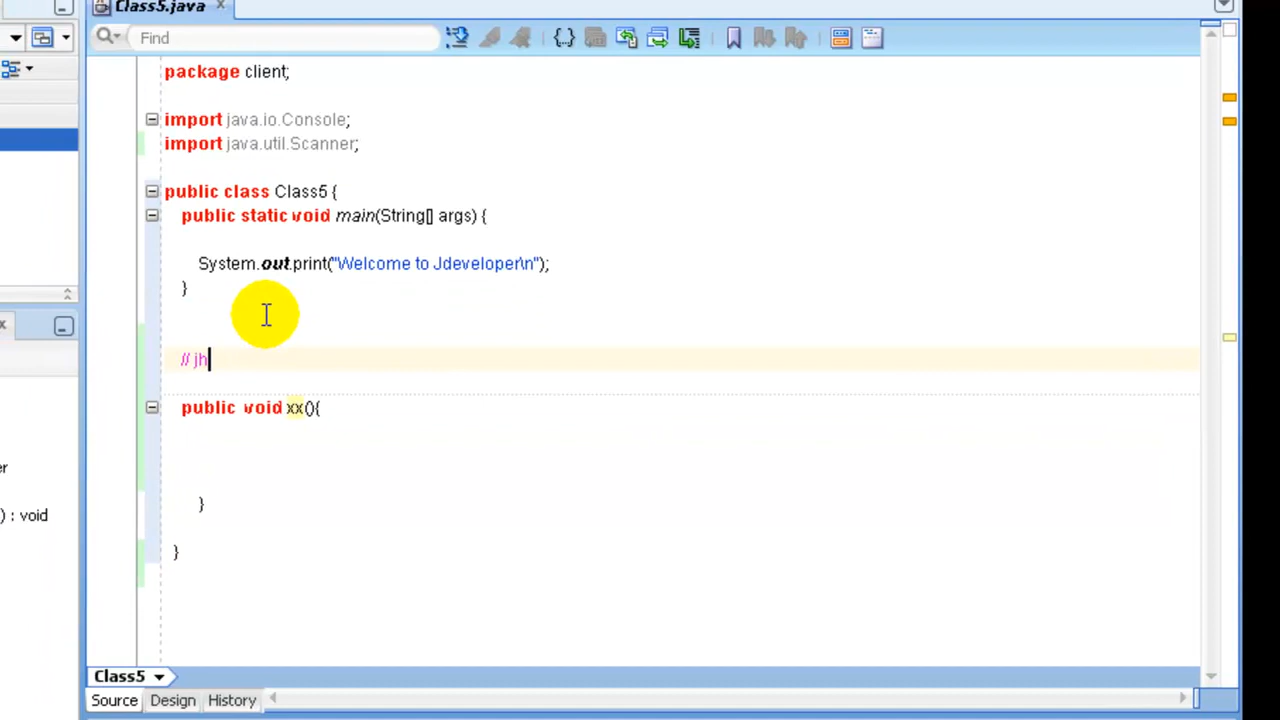 Class5.java
Find
package client;
import java.io.Console;
import java.util.Scanner;
public class Class5 {
public static void main(String[] args) {
System.out.print("Welcome to Jdeveloper\n");
}
// jh
public void xx(){
}
}
er
) : void
Class5
Source Design History